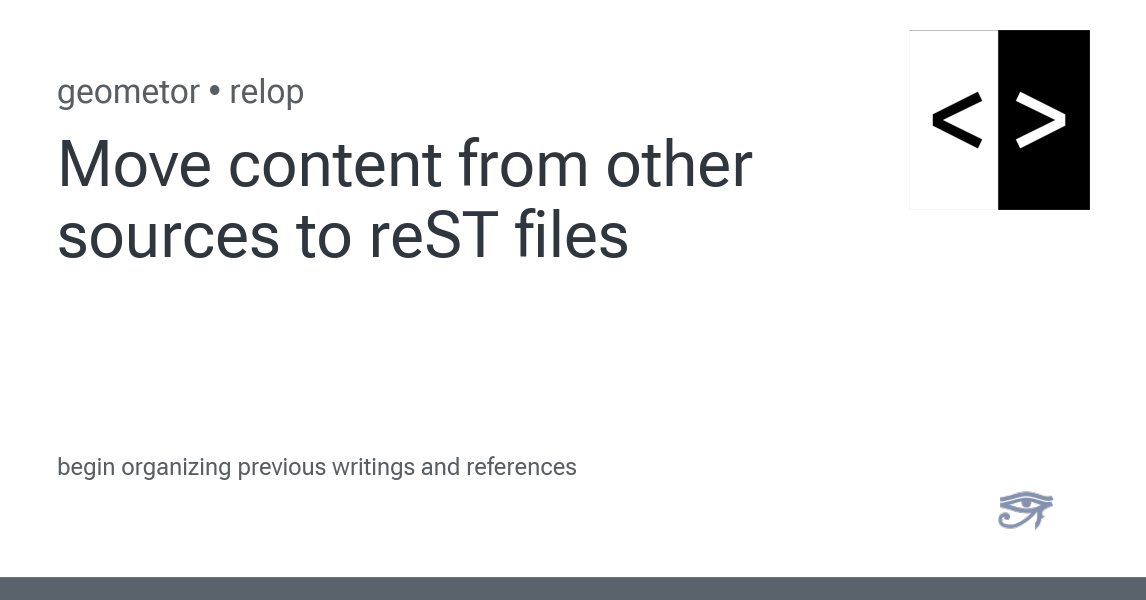 geometor • relop
Move content from other
sources to reST files
begin organizing previous writings and references
< >